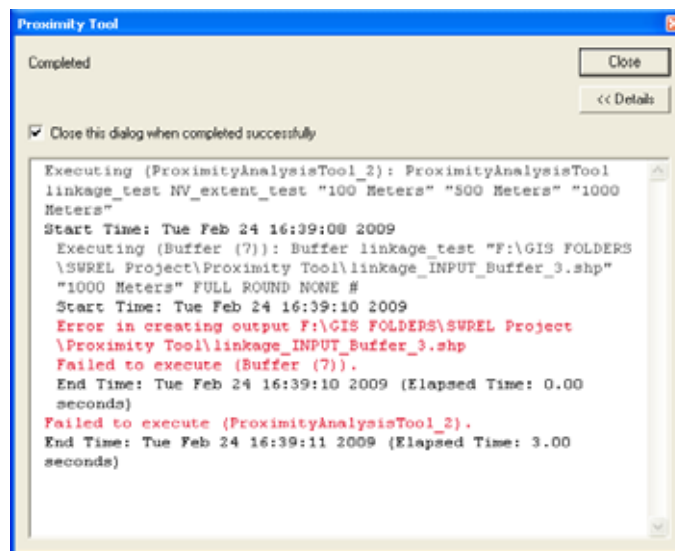 Proximity Tool
Completed
Close
<< Details
Close this dialog when completed successfully
Executing (ProximityAnalysisTool_2): ProximityAnalysisTool
linkage_test NV_extent_test "100 Meters" "500 Meters" "1000
Meters"
Start Time: Tue Feb 24 16:39:08 2009
Executing (Buffer (7)): Buffer linkage_test "F:\GIS FOLDERS
\SWREL Project\Proximity Tool\linkage_INPUT_Buffer_3.shp"
"1000 Meters" FULL ROUND NONE #
Start Time: Tue Feb 24 16:39:10 2009
Error in creating output F:\GIS FOLDERS\SWREL Project
\Proximity Tool\linkage_INPUT_Buffer_3.shp
Failed to execute (Buffer (7)).
End Time: Tue Feb 24 16:39:10 2009 (Elapsed Time: 0.00
seconds)
Failed to execute (ProximityAnalysisTool_2).
End Time: Tue Feb 24 16:39:11 2009 (Elapsed Time: 3.00
seconds)